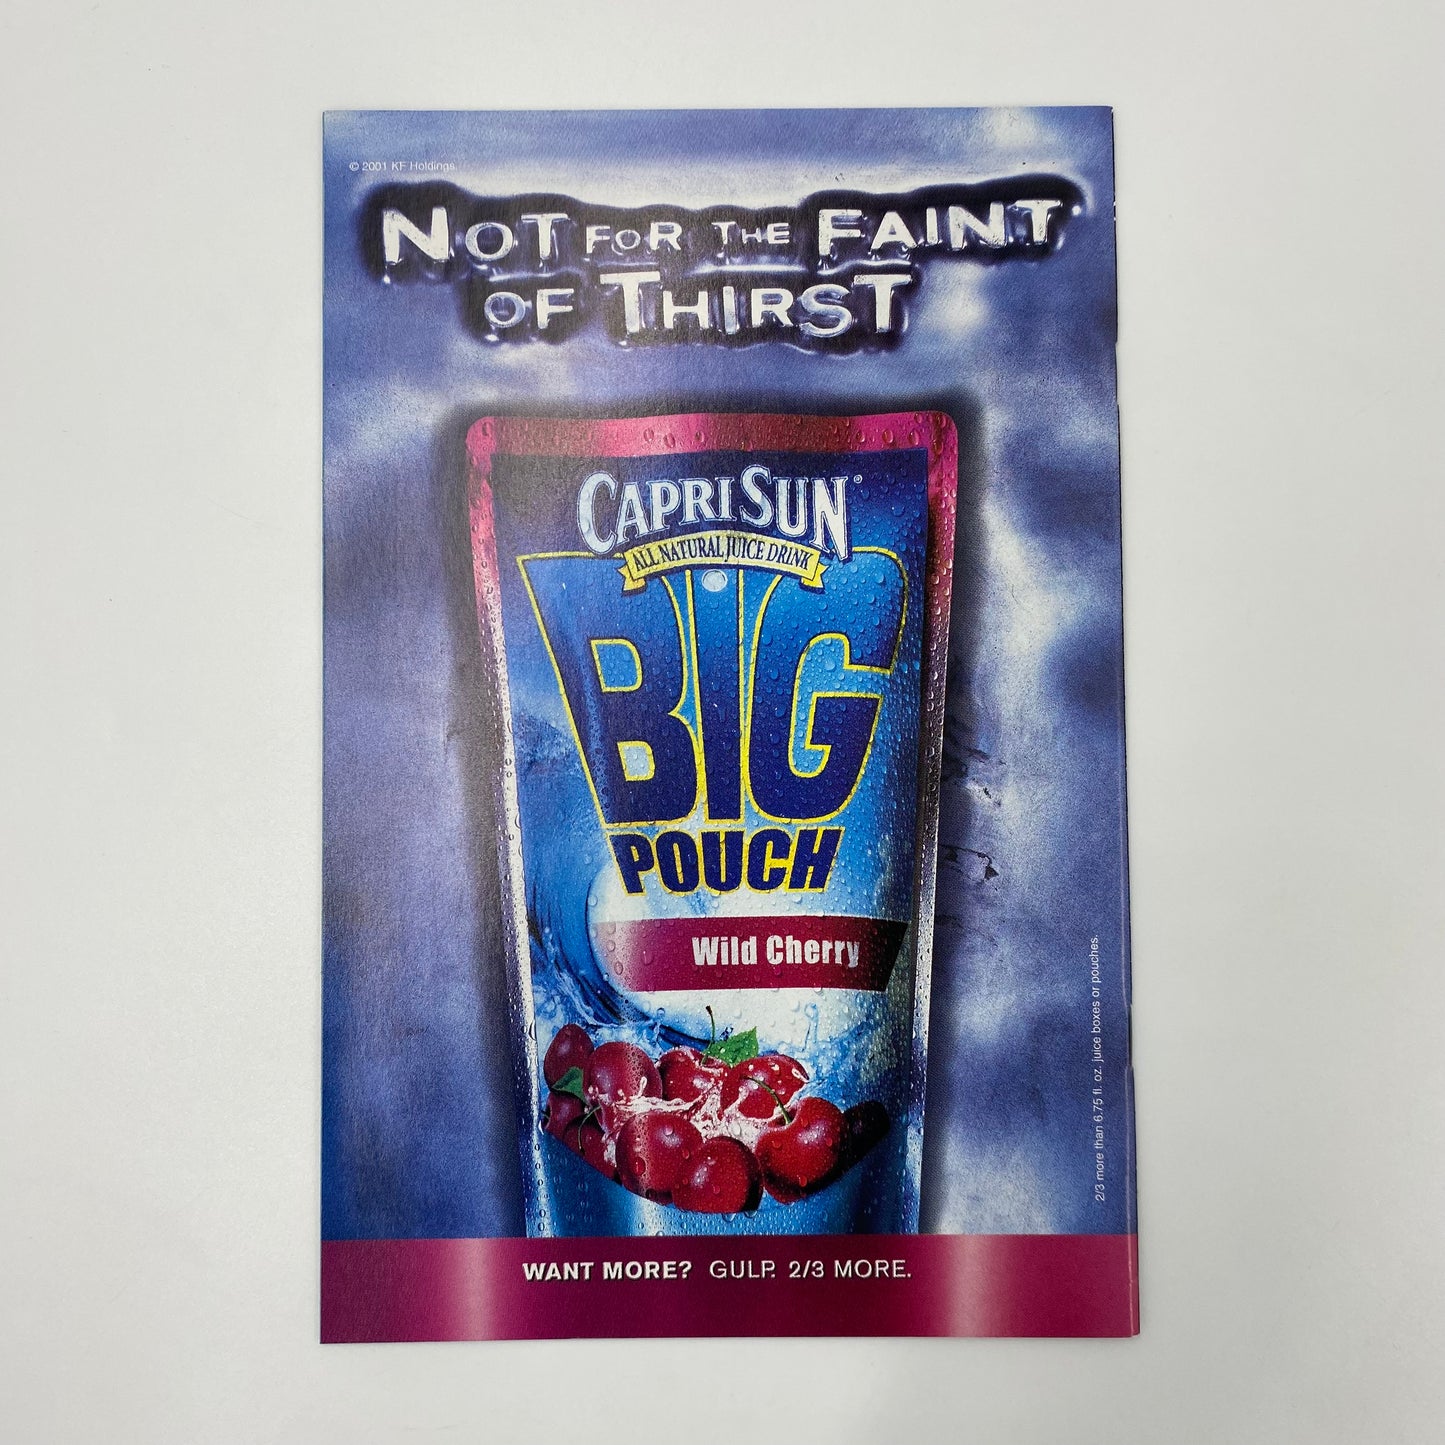 © 2001 KF Holdings
NOT FOR THE FAINT
OF THIRST
CAPRI SUN®
ALL NATURAL JUICE DRINK
BIG
POUCH
Wild Cherry
2/3 more than 6.75 fl. oz. juice boxes or pouches.
WANT MORE? GULP. 2/3 MORE.